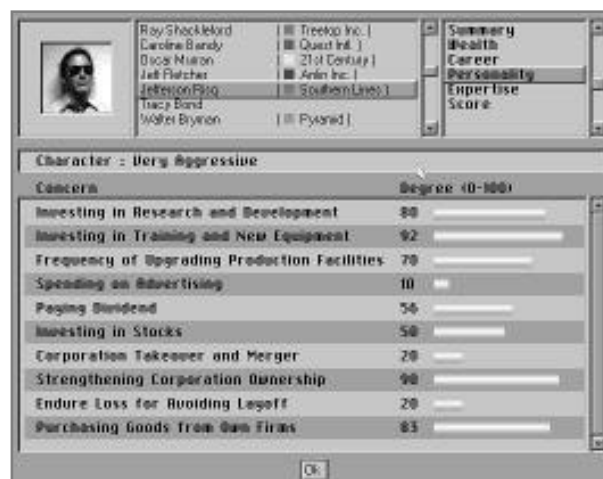 Ray Shackleford ( Treetop Inc. )
Caroline Bandy ( Quest Intl. )
Oscar ( 21st Century )
Jeff Fletcher ( Inc. )
Jefferson ( Southern Lines )
Tracy Bond
Walter Bryman ( Pyramid )
Summary
Wealth
Career
Personality
Expertise
Score
Character : Very Aggressive
Concern Degree (0-100)
Investing in Research and Development 80
Investing in Training and New Equipment 92
Frequency of Upgrading Production Facilities 70
Spending on Advertising 10
Paying Dividend 56
Investing in Stocks 50
Corporation Takeover and Merger 20
Strengthening Corporation Ownership 90
Endure Loss for Avoiding Layoff 20
Purchasing Goods from Own Firms 83
Ok